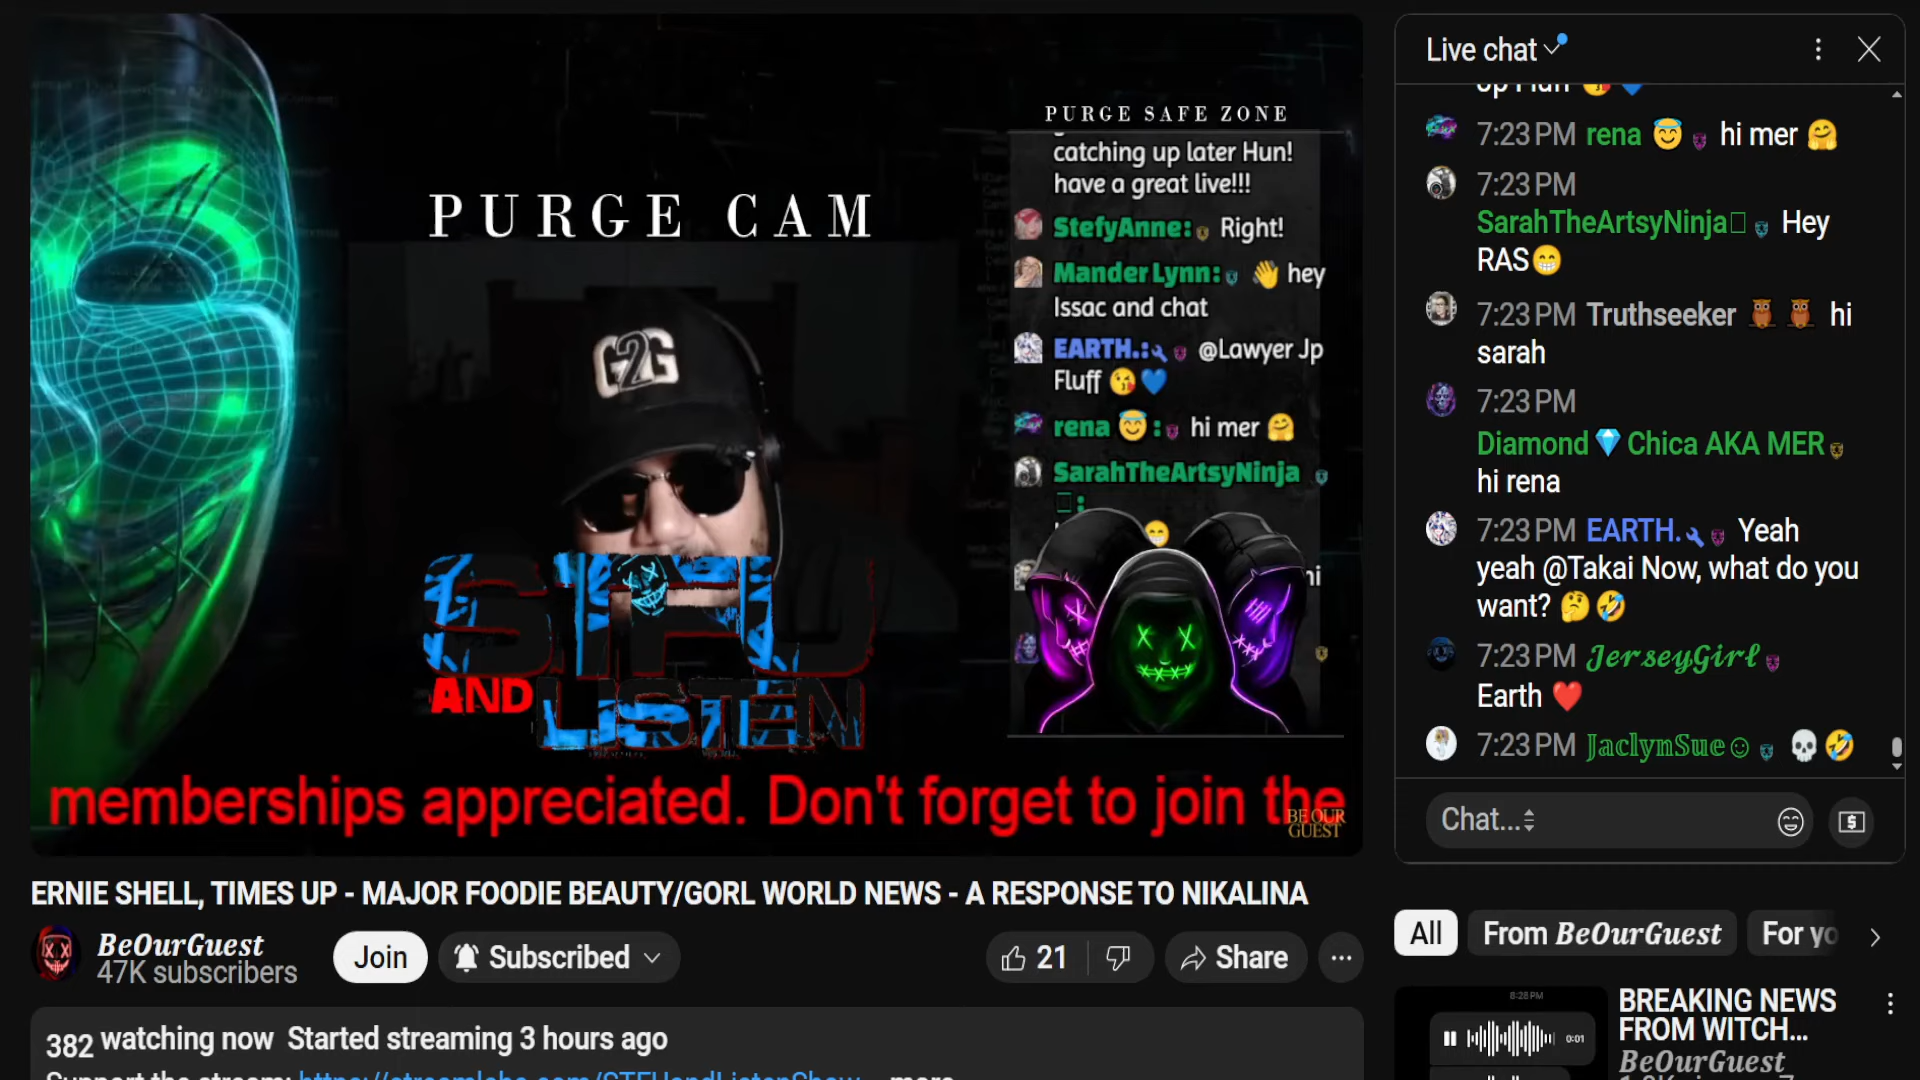 PURGE CAM
G2G
STFU
AND LISTEN
PURGE SAFE ZONE
catching up later Hun!
have a great live!!!
StefyAnne: Right!
Mander Lynn: 👋 hey
Issac and chat
EARTH.: @Lawyer Jp
Fluff 😘💙
rena 😇 : hi mer 🤗
SarahTheArtsyNinja
:
memberships appreciated. Don't forget to join the
BE OUR
GUEST
ERNIE SHELL, TIMES UP - MAJOR FOODIE BEAUTY/GORL WORLD NEWS - A RESPONSE TO NIKALINA
BeOurGuest
47K subscribers
Join
Subscribed
21
Share
382 watching now Started streaming 3 hours ago
Support the stream: https://streamlabs.com/STFUandListenShow ...more
Live chat
7:23 PM rena 😇 hi mer 🤗
7:23 PM
SarahTheArtsyNinja Hey
RAS😁
7:23 PM Truthseeker 🦉 🦉 hi
sarah
7:23 PM
Diamond 💎 Chica AKA MER
hi rena
7:23 PM EARTH. Yeah
yeah @Takai Now, what do you
want? 🤔🤣
7:23 PM JerseyGirl
Earth ❤️
7:23 PM JaclynSue☺ 💀🤣
Chat...
All
From BeOurGuest
For yo
8:28 PM
0:01
BREAKING NEWS
FROM WITCH...
BeOurGuest